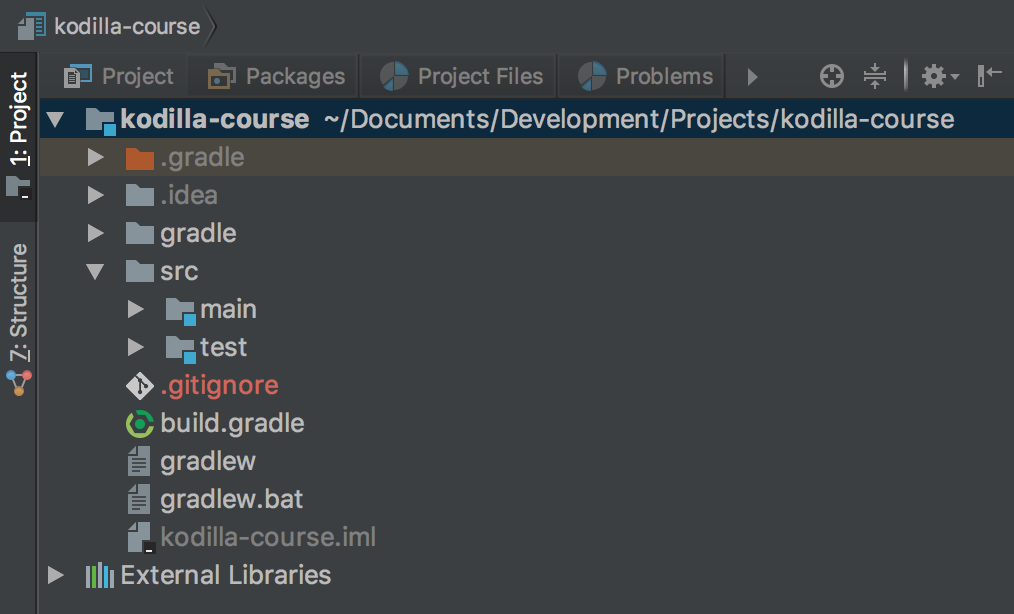 kodilla-course
1: Project
7: Structure
Project Packages Project Files Problems
kodilla-course ~/Documents/Development/Projects/kodilla-course
.gradle
.idea
gradle
src
main
test
.gitignore
build.gradle
gradlew
gradlew.bat
kodilla-course.iml
External Libraries